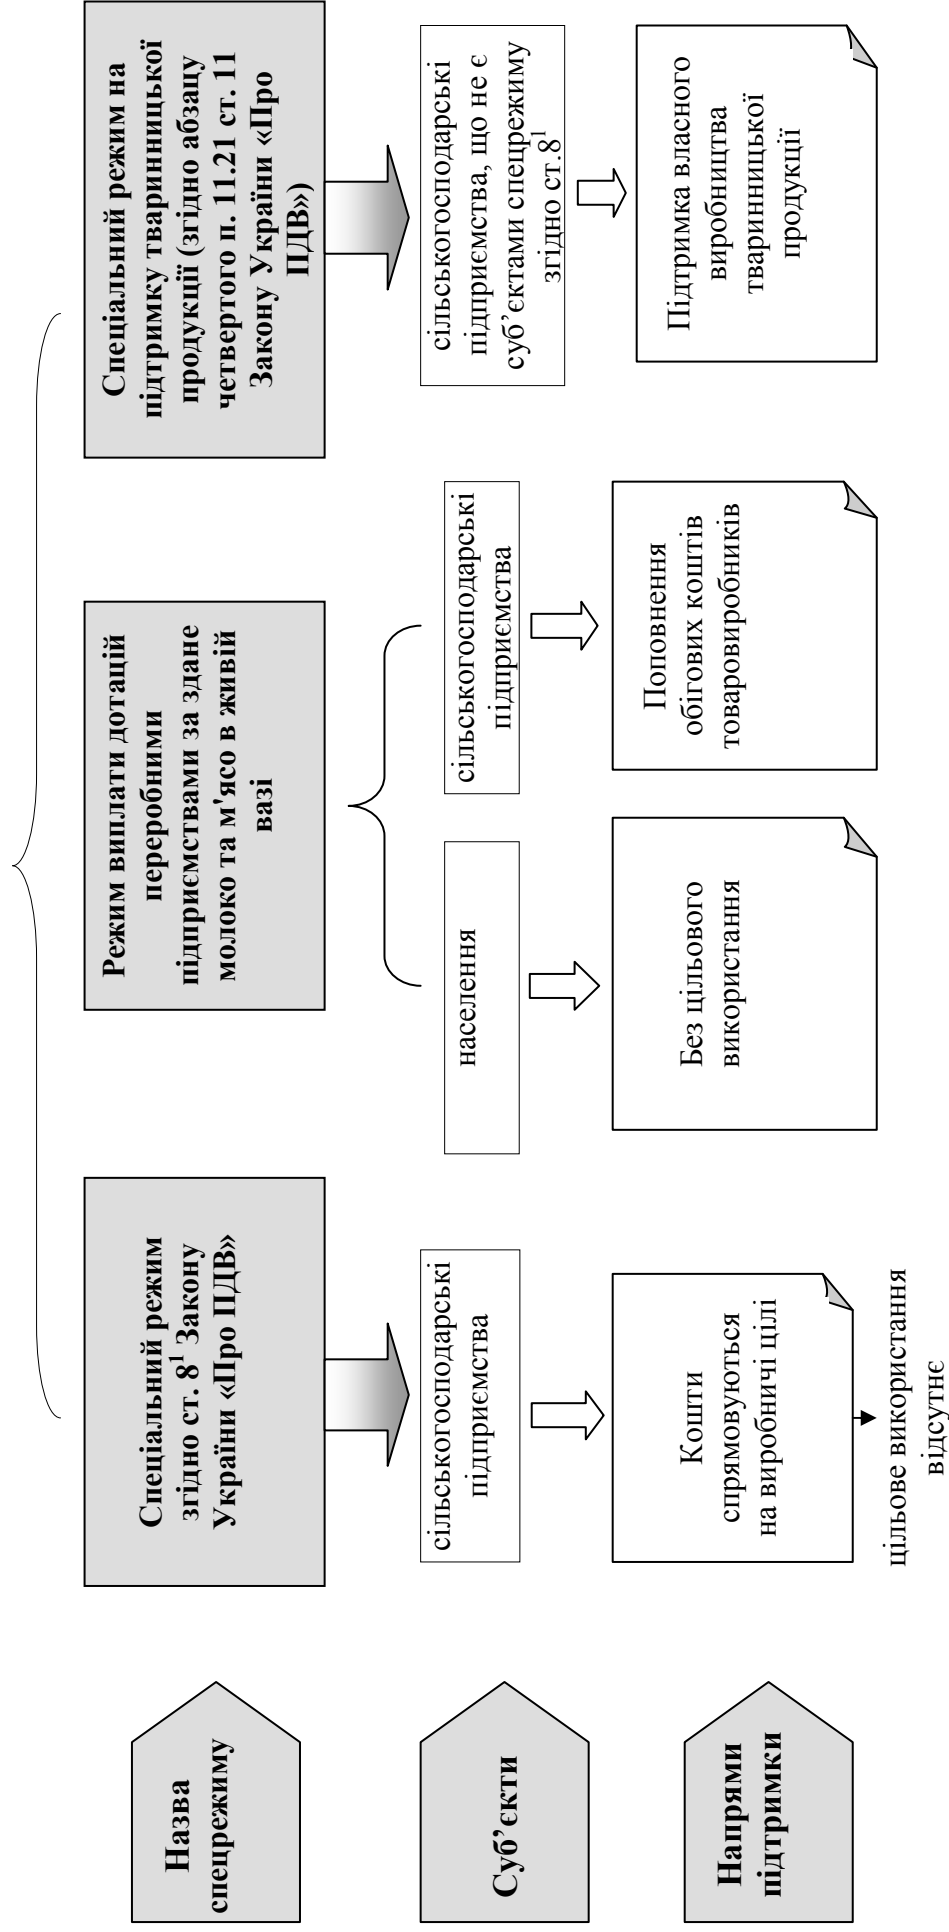 Назва
спецрежиму
Спеціальний режим
згідно ст. 8¹ Закону
України «Про ПДВ»
Режим виплати дотацій
переробними
підприємствами за здане
молоко та м'ясо в живій
вазі
Спеціальний режим на
підтримку тваринницької
продукції (згідно абзацу
четвертого п. 11.21 ст. 11
Закону України «Про
ПДВ»)
Суб’єкти
сільськогосподарські
підприємства
населення
сільськогосподарські
підприємства
сільськогосподарські
підприємства, що не є
суб’єктами спецрежиму
згідно ст.8¹
Напрями
підтримки
Кошти
спрямовуються
на виробничі цілі
цільове використання
відсутнє
Без цільового
використання
Поповнення
обігових коштів
товаровиробників
Підтримка власного
виробництва
тваринницької
продукції